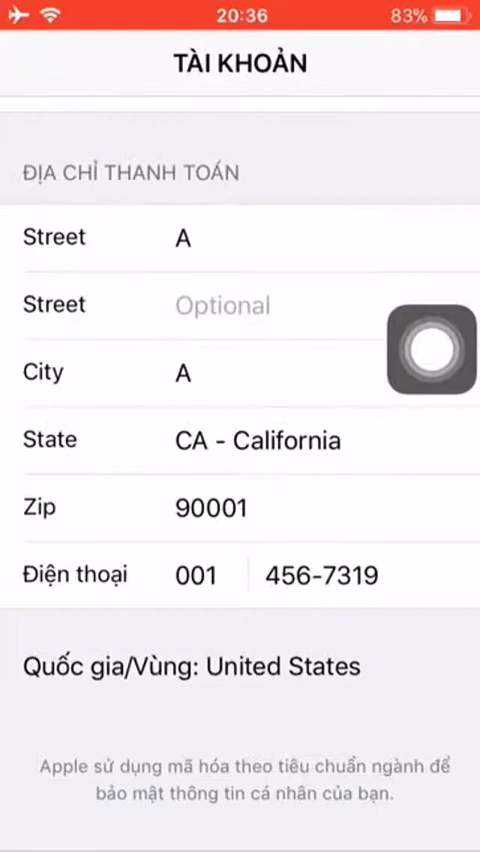 20:36
83%
TÀI KHOẢN
ĐỊA CHỈ THANH TOÁN
Street A
Street Optional
City A
State CA - California
Zip 90001
Điện thoại 001 456-7319
Quốc gia/Vùng: United States
Apple sử dụng mã hóa theo tiêu chuẩn ngành để
bảo mật thông tin cá nhân của bạn.